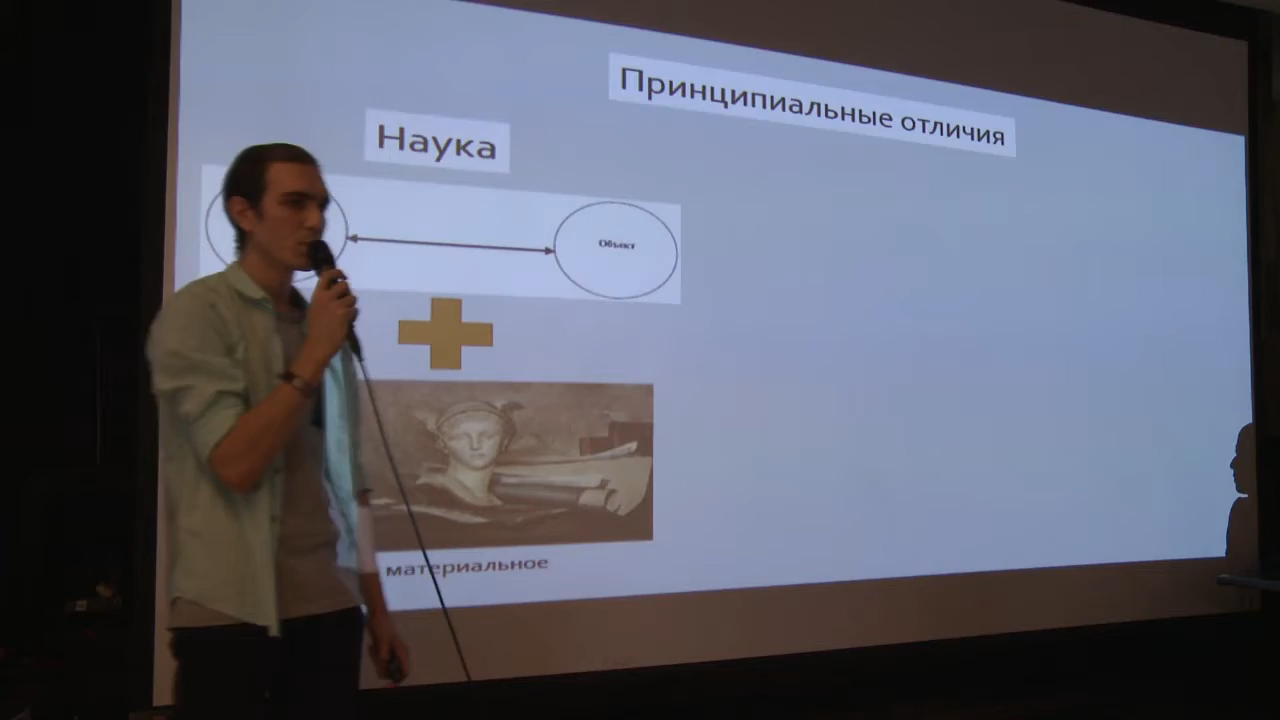 Принципиальные отличия
Наука
Объект
материальное